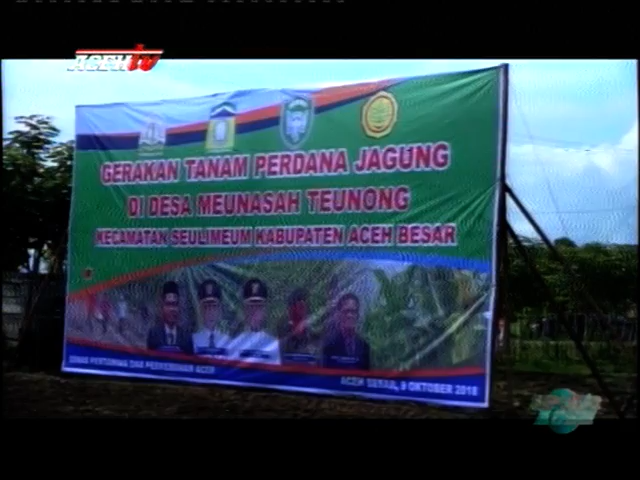 ACEH tv
GERAKAN TANAM PERDANA JAGUNG
DI DESA MEUNASAH TEUNONG
KECAMATAN SEULIMEUM KABUPATEN ACEH BESAR
DINAS PERTANIAN DAN PERKEBUNAN ACEH
ACEH BESAR, 9 OKTOBER 2018